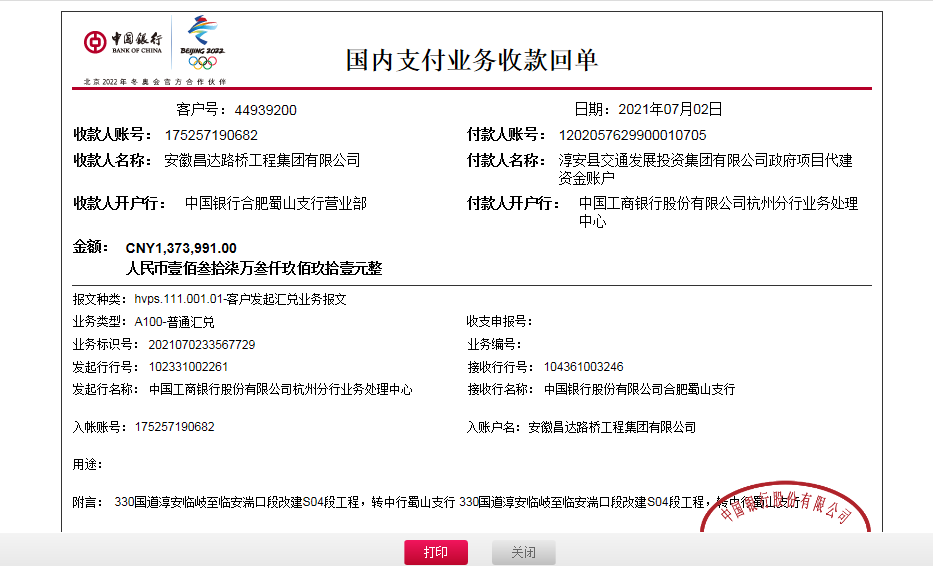 中国银行
BANK OF CHINA
BEIJING 2022
北京2022年冬奥会官方合作伙伴
国内支付业务收款回单
客户号：44939200 日期：2021年07月02日
收款人账号：175257190682 付款人账号：1202057629900010705
收款人名称：安徽昌达路桥工程集团有限公司 付款人名称：淳安县交通发展投资集团有限公司政府项目代建
资金账户
收款人开户行：中国银行合肥蜀山支行营业部 付款人开户行：中国工商银行股份有限公司杭州分行业务处理
中心
金额：CNY1,373,991.00
人民币壹佰叁拾柒万叁仟玖佰玖拾壹元整
报文种类：hvps.111.001.01-客户发起汇兑业务报文
业务类型：A100-普通汇兑 收支申报号：
业务标识号：2021070233567729 业务编号：
发起行行号：102331002261 接收行行号：104361003246
发起行名称：中国工商银行股份有限公司杭州分行业务处理中心 接收行名称：中国银行股份有限公司合肥蜀山支行
入帐账号：175257190682 入账户名：安徽昌达路桥工程集团有限公司
用途：
附言：330国道淳安临岐至临安湍口段改建S04段工程，转中行蜀山支行 330国道淳安临岐至临安湍口段改建S04段工程，转中行蜀山支行
中国银行股份有限公司
打印 关闭